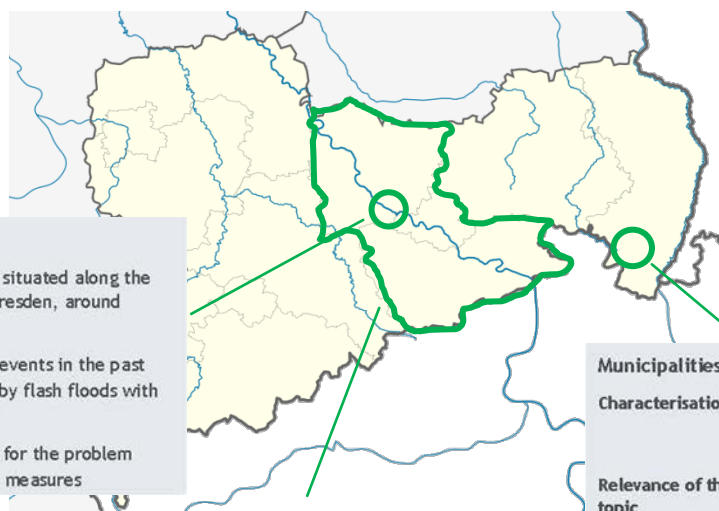 situated along the
resden, around
events in the past
by flash floods with
for the problem
measures
Municipalities
Characterisatio
Relevance of th
topic